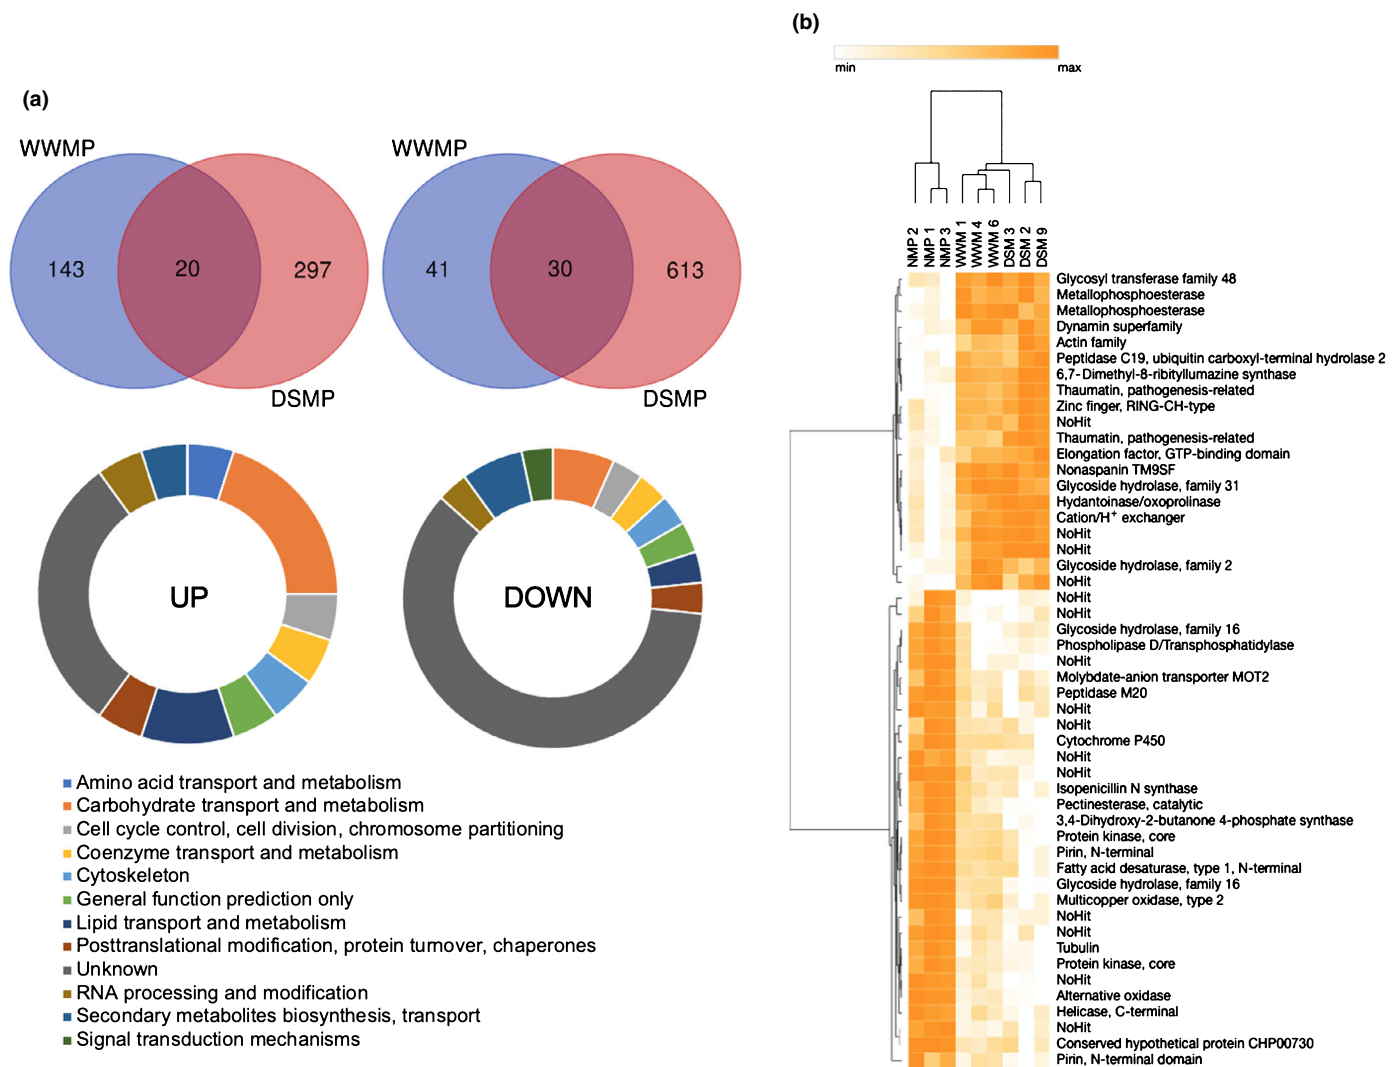 (a)
WWMP
143
20
297
DSMP
WWMP
41
30
613
DSMP
UP
DOWN
Amino acid transport and metabolism
Carbohydrate transport and metabolism
Cell cycle control, cell division, chromosome partitioning
Coenzyme transport and metabolism
Cytoskeleton
General function prediction only
Lipid transport and metabolism
Posttranslational modification, protein turnover, chaperones
Unknown
RNA processing and modification
Secondary metabolites biosynthesis, transport
Signal transduction mechanisms
(b)
min
max
NMP 2
NMP 1
NMP 3
WWM 1
WWM 4
WWM 6
DSM 3
DSM 2
DSM 9
Glycosyl transferase family 48
Metallophosphoesterase
Metallophosphoesterase
Dynamin superfamily
Actin family
Peptidase C19, ubiquitin carboxyl-terminal hydrolase 2
6,7-Dimethyl-8-ribityllumazine synthase
Thaumatin, pathogenesis-related
Zinc finger, RING-CH-type
NoHit
Thaumatin, pathogenesis-related
Elongation factor, GTP-binding domain
Nonaspanin TM9SF
Glycoside hydrolase, family 31
Hydantoinase/oxoprolinase
Cation/H⁺ exchanger
NoHit
NoHit
Glycoside hydrolase, family 2
NoHit
NoHit
NoHit
Glycoside hydrolase, family 16
Phospholipase D/Transphosphatidylase
NoHit
Molybdate-anion transporter MOT2
Peptidase M20
NoHit
NoHit
Cytochrome P450
NoHit
NoHit
Isopenicillin N synthase
Pectinesterase, catalytic
3,4-Dihydroxy-2-butanone 4-phosphate synthase
Protein kinase, core
Pirin, N-terminal
Fatty acid desaturase, type 1, N-terminal
Glycoside hydrolase, family 16
Multicopper oxidase, type 2
NoHit
NoHit
Tubulin
Protein kinase, core
NoHit
Alternative oxidase
Helicase, C-terminal
NoHit
Conserved hypothetical protein CHP00730
Pirin, N-terminal domain